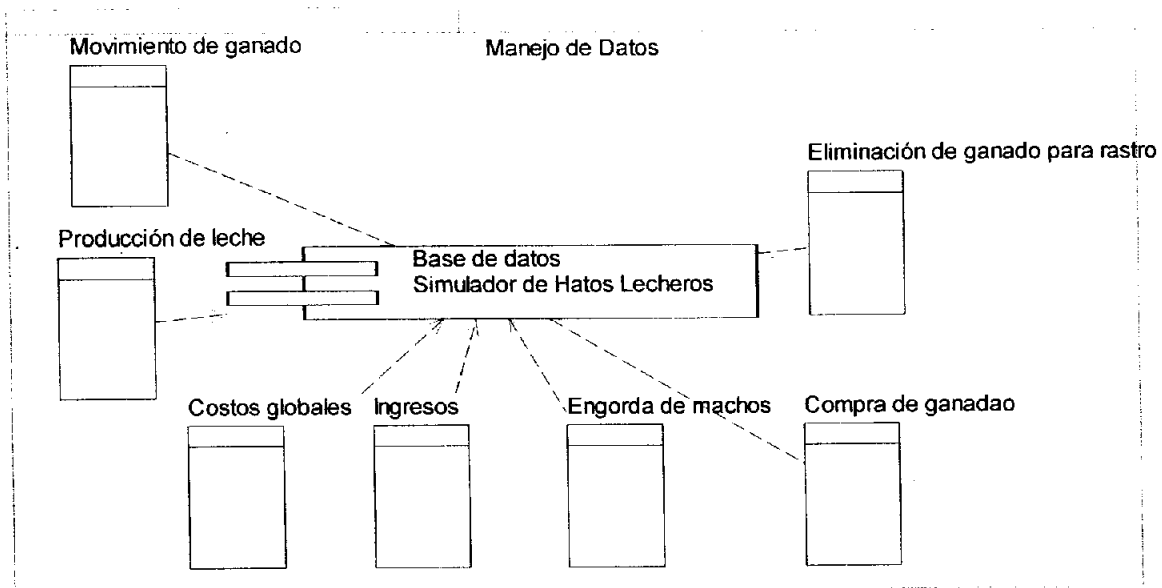 Movimiento de ganado
Manejo de Datos
Eliminación de ganado para rastro
Producción de leche
Base de datos
Simulador de Hatos Lecheros
Costos globales
Ingresos
Engorda de machos
Compra de ganadao